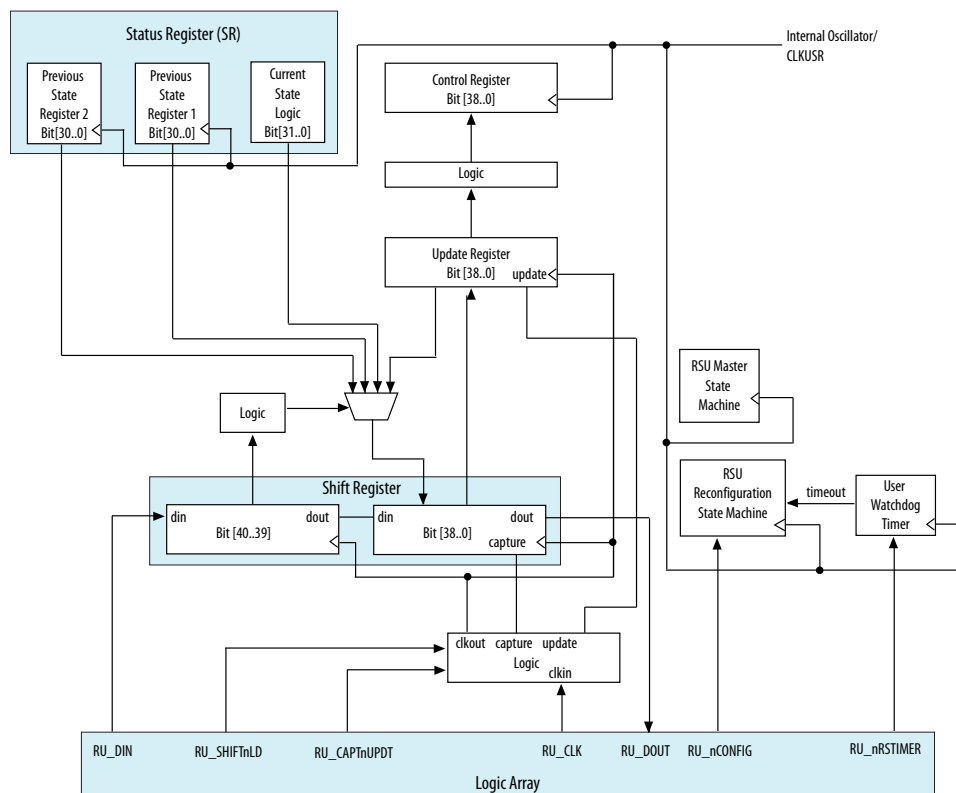 Status Register (SR)
Previous
State
Register 2
Bit[30..0]
Previous
State
Register 1
Bit[30..0]
Current
State
Logic
Bit[31..0]
Internal Oscillator/
CLKUSR
Control Register
Bit [38..0]
Logic
Update Register
Bit [38..0]
update
RSU Master
State
Machine
Logic
RSU
Reconfiguration
State Machine
timeout
User
Watchdog
Timer
Shift Register
din
dout
Bit [40..39]
din
dout
Bit [38..0]
capture
clkout capture update
Logic
clkin
RU_DIN
RU_SHIFTnLD
RU_CAPTnUPDT
RU_CLK
RU_DOUT
RU_nCONFIG
RU_nRSTIMER
Logic Array